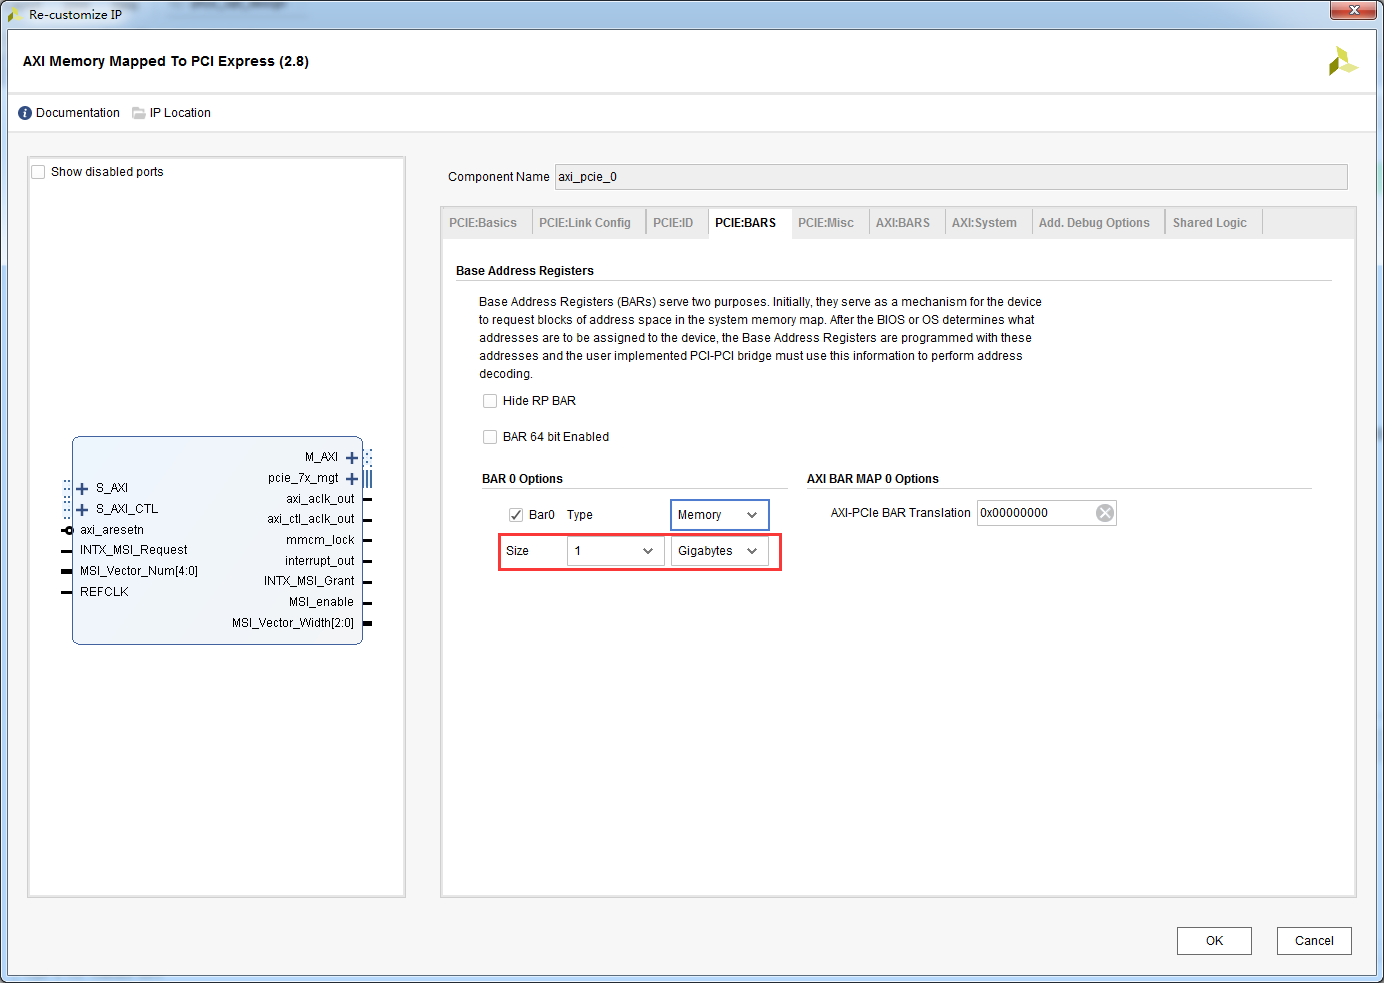 Re-customize IP
AXI Memory Mapped To PCI Express (2.8)
Documentation IP Location
Show disabled ports
S_AXI
S_AXI_CTL
axi_aresetn
INTX_MSI_Request
MSI_Vector_Num[4:0]
REFCLK
M_AXI
pcie_7x_mgt
axi_aclk_out
axi_ctl_aclk_out
mmcm_lock
interrupt_out
INTX_MSI_Grant
MSI_enable
MSI_Vector_Width[2:0]
Component Name axi_pcie_0
PCIE:Basics PCIE:Link Config PCIE:ID PCIE:BARS PCIE:Misc AXI:BARS AXI:System Add. Debug Options Shared Logic
Base Address Registers
Base Address Registers (BARs) serve two purposes. Initially, they serve as a mechanism for the device
to request blocks of address space in the system memory map. After the BIOS or OS determines what
addresses are to be assigned to the device, the Base Address Registers are programmed with these
addresses and the user implemented PCI-PCI bridge must use this information to perform address
decoding.
Hide RP BAR
BAR 64 bit Enabled
BAR 0 Options
Bar0 Type Memory
Size 1 Gigabytes
AXI BAR MAP 0 Options
AXI-PCIe BAR Translation 0x00000000
OK Cancel